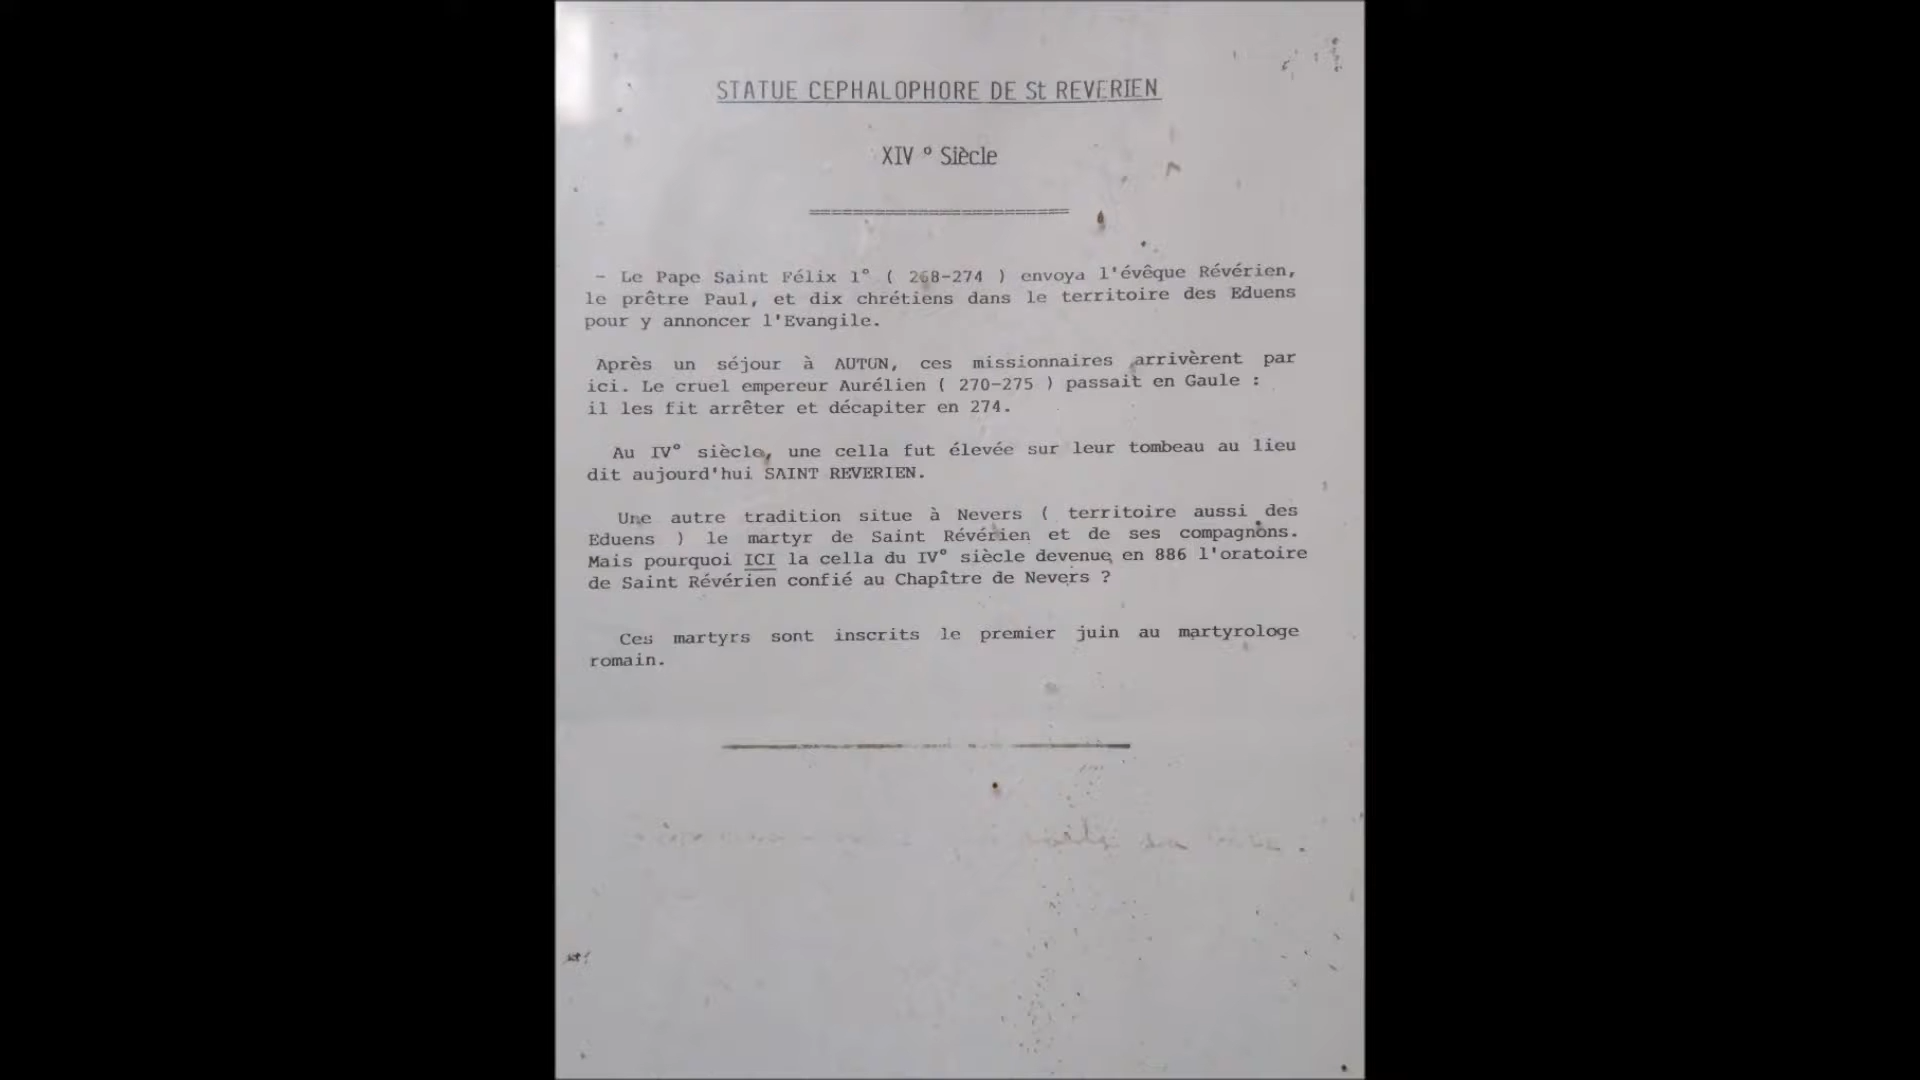 STATUE CEPHALOPHORE DE St REVERIEN
XIV ° Siècle
- Le Pape Saint Félix 1° ( 268-274 ) envoya l'évêque Révérien,
le prêtre Paul, et dix chrétiens dans le territoire des Eduens
pour y annoncer l'Evangile.
Après un séjour à AUTUN, ces missionnaires arrivèrent par
ici. Le cruel empereur Aurélien ( 270-275 ) passait en Gaule :
il les fit arrêter et décapiter en 274.
Au IV° siècle, une cella fut élevée sur leur tombeau au lieu
dit aujourd'hui SAINT REVERIEN.
Une autre tradition situe à Nevers ( territoire aussi des
Eduens ) le martyr de Saint Révérien et de ses compagnons.
Mais pourquoi ICI la cella du IV° siècle devenue en 886 l'oratoire
de Saint Révérien confié au Chapître de Nevers ?
Ces martyrs sont inscrits le premier juin au martyrologe
romain.